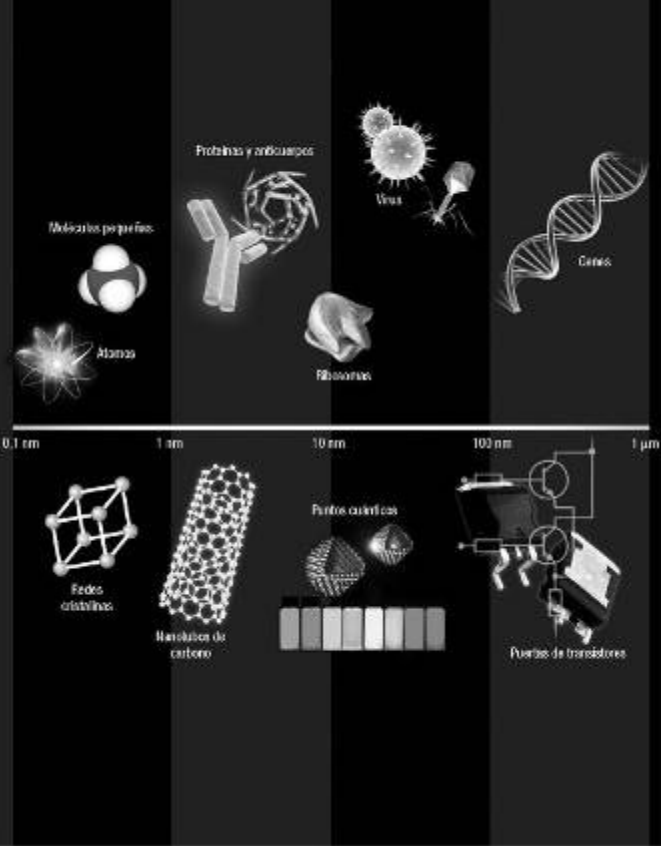 Proteínas y anticuerpos
Virus
Moléculas pequeñas
Genes
Átomos
Ribosomas
0,1 nm
1 nm
10 nm
100 nm
1 µm
Puntos cuánticos
Redes
cristalinas
Nanotubos de
carbono
Puertas de transistores